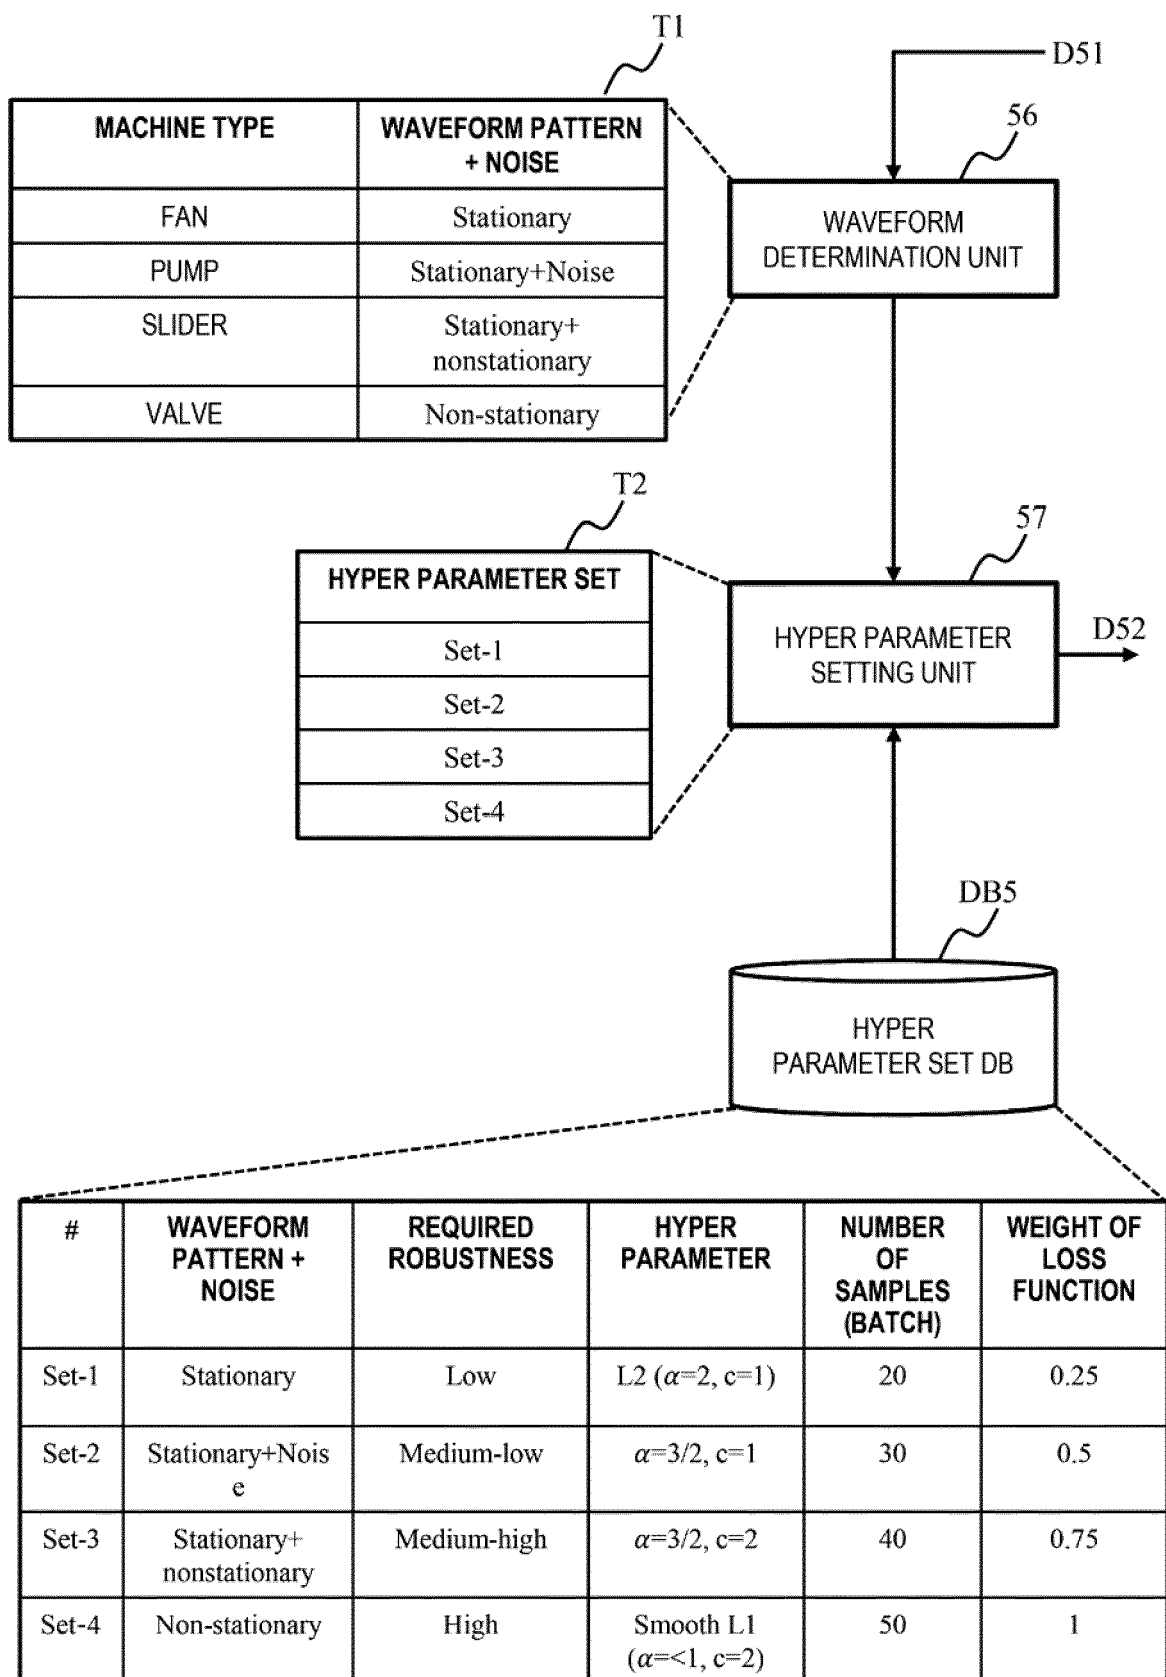 T1
D51
56
MACHINE TYPE
WAVEFORM PATTERN
+ NOISE
FAN
Stationary
PUMP
Stationary+Noise
SLIDER
Stationary+
nonstationary
VALVE
Non-stationary
WAVEFORM
DETERMINATION UNIT
T2
57
HYPER PARAMETER SET
Set-1
Set-2
Set-3
Set-4
HYPER PARAMETER
SETTING UNIT
D52
DB5
HYPER
PARAMETER SET DB
#
WAVEFORM
PATTERN +
NOISE
REQUIRED
ROBUSTNESS
HYPER
PARAMETER
NUMBER
OF
SAMPLES
(BATCH)
WEIGHT OF
LOSS
FUNCTION
Set-1
Stationary
Low
L2 (α=2, c=1)
20
0.25
Set-2
Stationary+Nois
e
Medium-low
α=3/2, c=1
30
0.5
Set-3
Stationary+
nonstationary
Medium-high
α=3/2, c=2
40
0.75
Set-4
Non-stationary
High
Smooth L1
(α=<1, c=2)
50
1